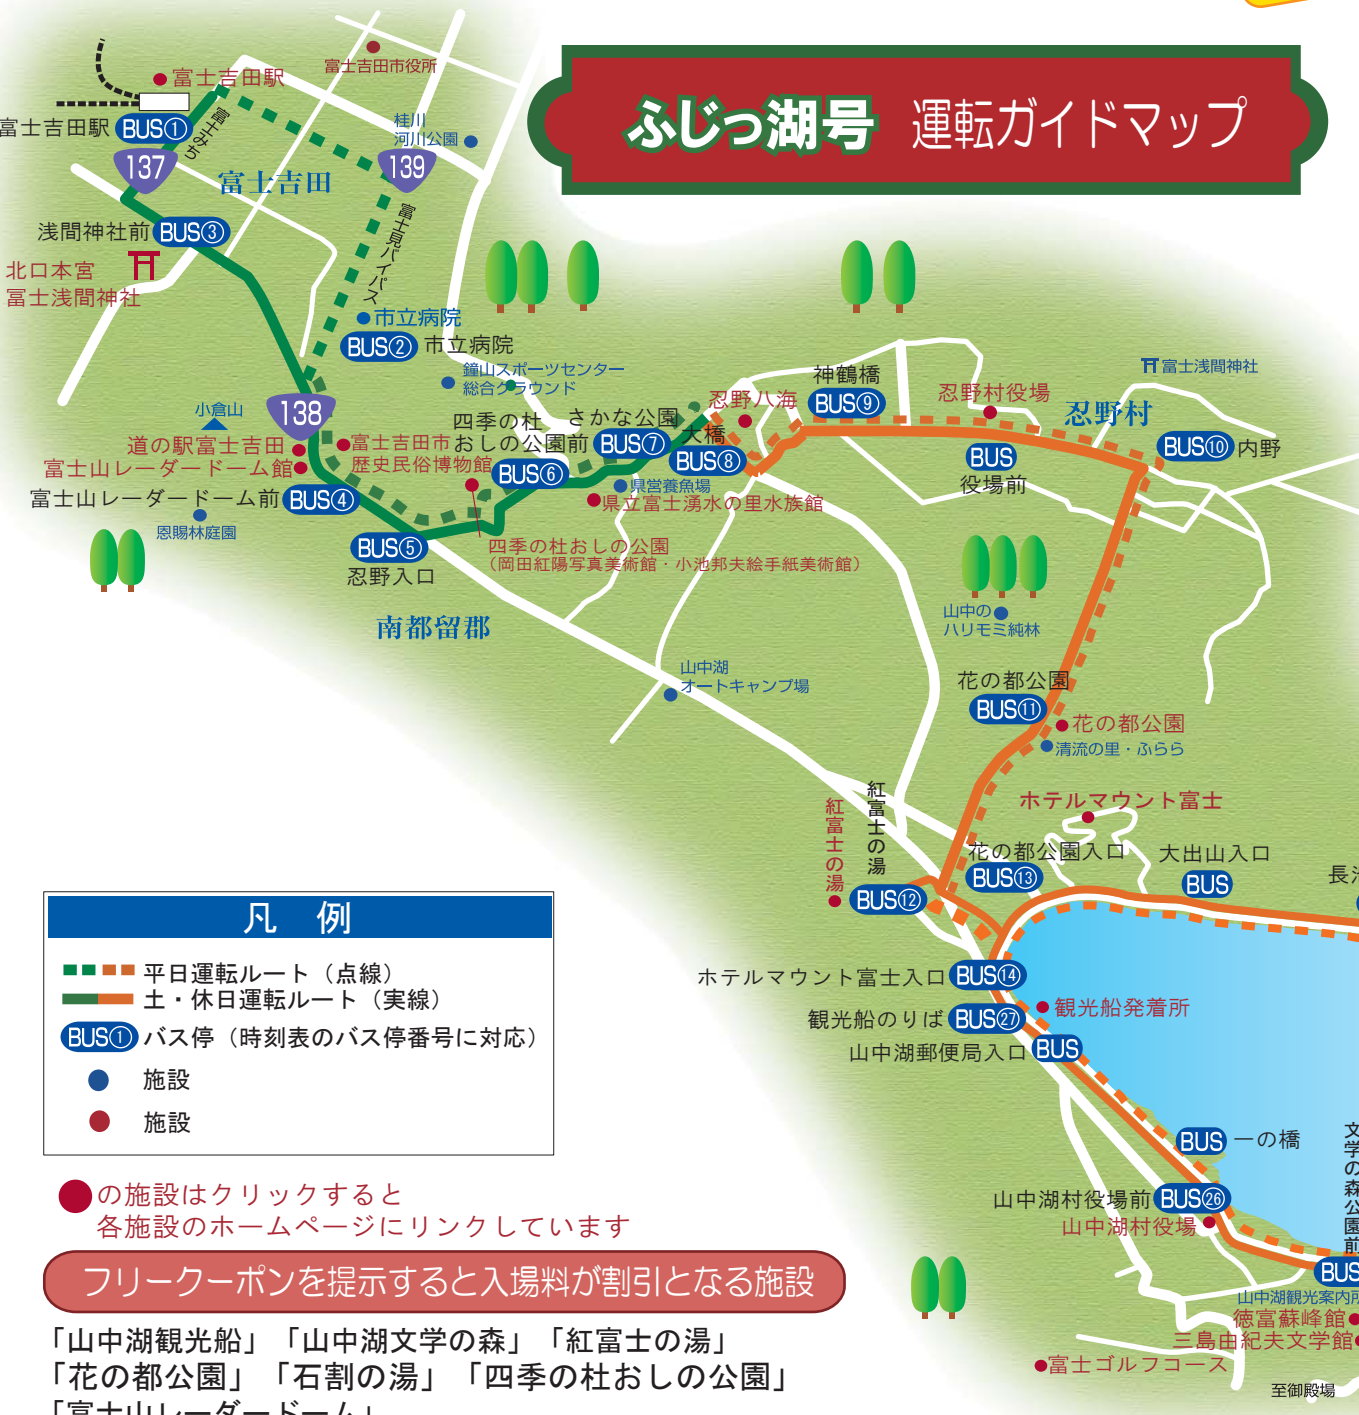 ふじっ湖号 運転ガイドマップ
富士吉田駅
富士吉田市役所
富士吉田駅 BUS①
富士みち
桂川
河川公園
137
139
富士吉田
富士見バイパス
浅間神社前 BUS③
北口本宮
冨士浅間神社
市立病院
BUS② 市立病院
鐘山スポーツセンター
総合グラウンド
神鶴橋
BUS⑨
富士浅間神社
忍野村役場
忍野村
忍野八海
小倉山
138
四季の杜
おしの公園前
BUS⑥
さかな公園
BUS⑦
大橋
BUS⑧
BUS⑩ 内野
道の駅富士吉田
富士山レーダードーム館
富士吉田市
歴史民俗博物館
BUS
役場前
県営養魚場
県立富士湧水の里水族館
富士山レーダードーム前 BUS④
恩賜林庭園
BUS⑤
忍野入口
四季の杜おしの公園
（岡田紅陽写真美術館・小池邦夫絵手紙美術館）
南都留郡
山中の
ハリモミ純林
山中湖
オートキャンプ場
花の都公園
BUS⑪
花の都公園
清流の里・ふらら
紅富士の湯
紅富士の湯
BUS⑫
ホテルマウント富士
花の都公園入口
BUS⑬
大出山入口
BUS
ホテルマウント富士入口 BUS⑭
観光船のりば BUS㉗
観光船発着所
山中湖郵便局入口 BUS
BUS 一の橋
文学の森公園前
山中湖村役場前 BUS㉖
山中湖村役場
BUS
山中湖観光案内所
徳富蘇峰館
三島由紀夫文学館
富士ゴルフコース
至御殿場
凡 例
平日運転ルート（点線）
土・休日運転ルート（実線）
BUS① バス停（時刻表のバス停番号に対応）
施設
施設
の施設はクリックすると
各施設のホームページにリンクしています
フリークーポンを提示すると入場料が割引となる施設
「山中湖観光船」「山中湖文学の森」「紅富士の湯」
「花の都公園」「石割の湯」「四季の杜おしの公園」
「富士山レーダードーム」